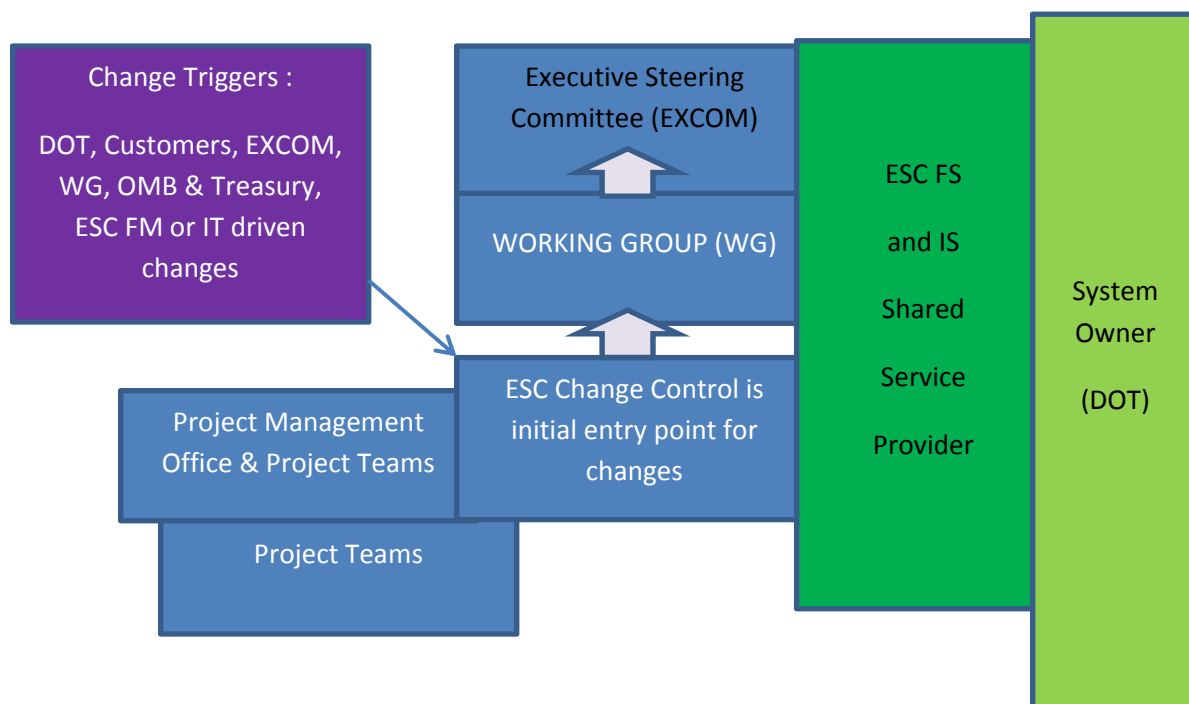 Change Triggers :
DOT, Customers, EXCOM,
WG, OMB & Treasury,
ESC FM or IT driven
changes
Executive Steering
Committee (EXCOM)
WORKING GROUP (WG)
ESC Change Control is
initial entry point for
changes
Project Management
Office & Project Teams
Project Teams
ESC FS
and IS
Shared
Service
Provider
System
Owner
(DOT)